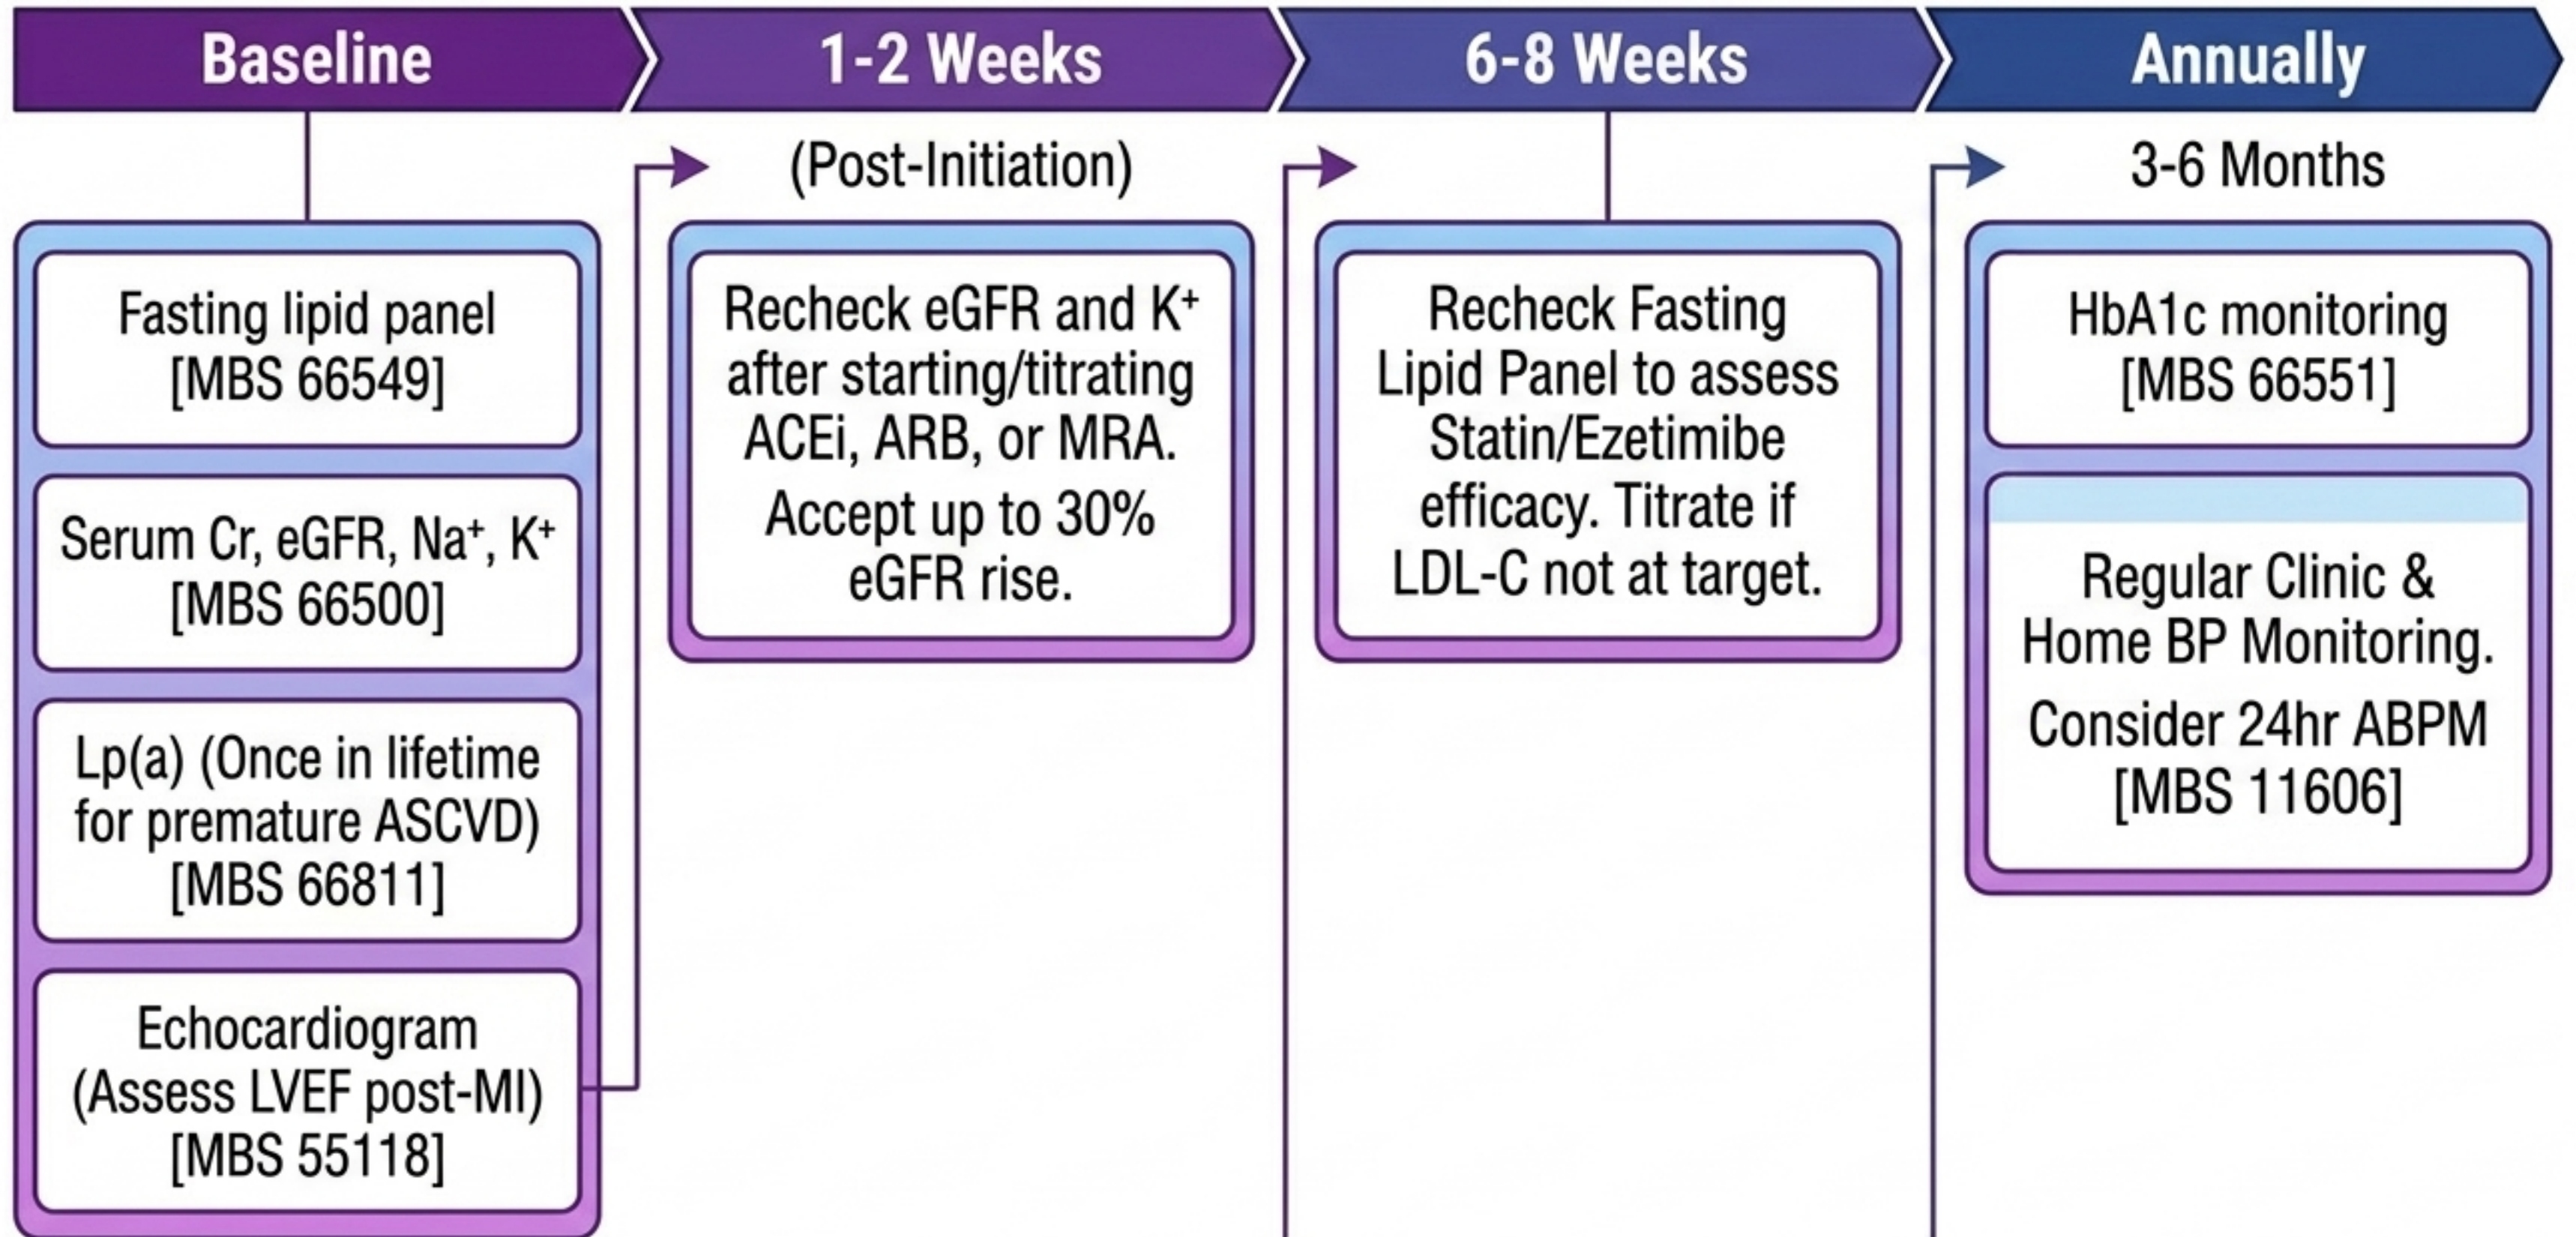 Baseline
1-2 Weeks
6-8 Weeks
Annually
Fasting lipid panel
[MBS 66549]
Serum Cr, eGFR, Na⁺, K⁺
[MBS 66500]
Lp(a) (Once in lifetime
for premature ASCVD)
[MBS 66811]
Echocardiogram
(Assess LVEF post-MI)
[MBS 55118]
(Post-Initiation)
Recheck eGFR and K⁺
after starting/titrating
ACEi, ARB, or MRA.
Accept up to 30%
eGFR rise.
Recheck Fasting
Lipid Panel to assess
Statin/Ezetimibe
efficacy. Titrate if
LDL-C not at target.
3-6 Months
HbA1c monitoring
[MBS 66551]
Regular Clinic &
Home BP Monitoring.
Consider 24hr ABPM
[MBS 11606]